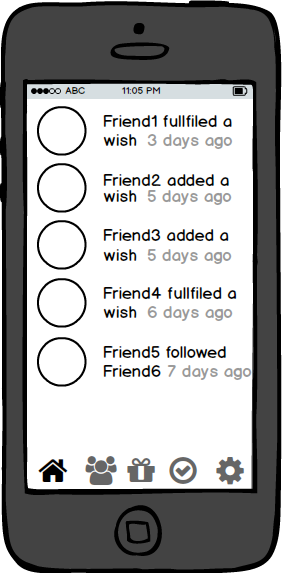 ABC 11:05 PM
Friend1 fullfiled a
wish 3 days ago
Friend2 added a
wish 5 days ago
Friend3 added a
wish 5 days ago
Friend4 fullfiled a
wish 6 days ago
Friend5 followed
Friend6 7 days ago